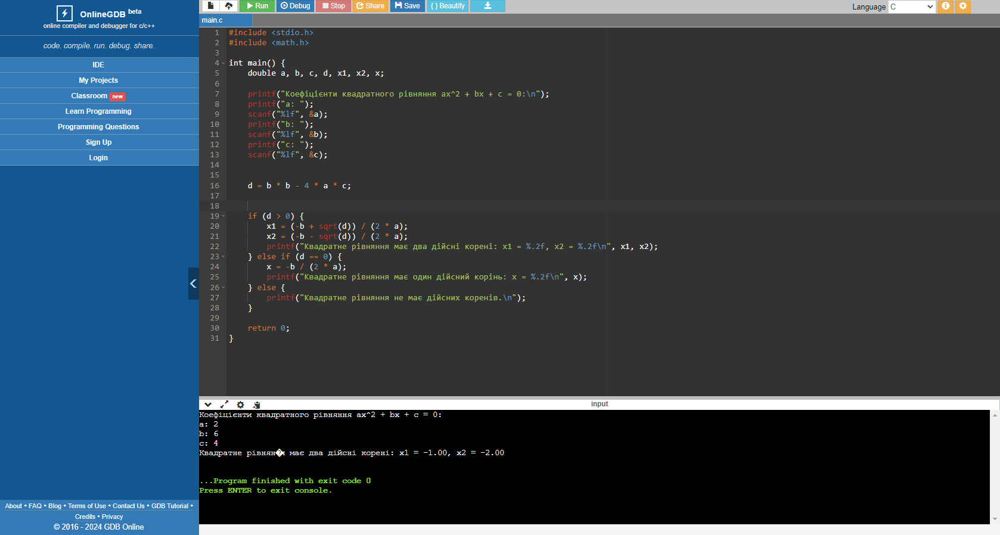 OnlineGDB beta
online compiler and debugger for c/c++
code. compile. run. debug. share.
IDE
My Projects
Classroom new
Learn Programming
Programming Questions
Sign Up
Login
About • FAQ • Blog • Terms of Use • Contact Us • GDB Tutorial •
Credits • Privacy
© 2016 - 2024 GDB Online
Run Debug Stop Share Save { } Beautify
Language C
main.c
1 #include <stdio.h>
2 #include <math.h>
3
4 int main() {
5     double a, b, c, d, x1, x2, x;
6
7     printf("Коефіцієнти квадратного рівняння ax^2 + bx + c = 0:\n");
8     printf("a: ");
9     scanf("%lf", &a);
10     printf("b: ");
11     scanf("%lf", &b);
12     printf("c: ");
13     scanf("%lf", &c);
14
15
16     d = b * b - 4 * a * c;
17
18
19     if (d > 0) {
20         x1 = (-b + sqrt(d)) / (2 * a);
21         x2 = (-b - sqrt(d)) / (2 * a);
22         printf("Квадратне рівняння має два дійсні корені: x1 = %.2f, x2 = %.2f\n", x1, x2);
23     } else if (d == 0) {
24         x = -b / (2 * a);
25         printf("Квадратне рівняння має один дійсний корінь: x = %.2f\n", x);
26     } else {
27         printf("Квадратне рівняння не має дійсних коренів.\n");
28     }
29
30     return 0;
31 }
input
Коефіцієнти квадратного рівняння ax^2 + bx + c = 0:
a: 2
b: 6
c: 4
Квадратне рівнян�я має два дійсні корені: x1 = -1.00, x2 = -2.00
...Program finished with exit code 0
Press ENTER to exit console.